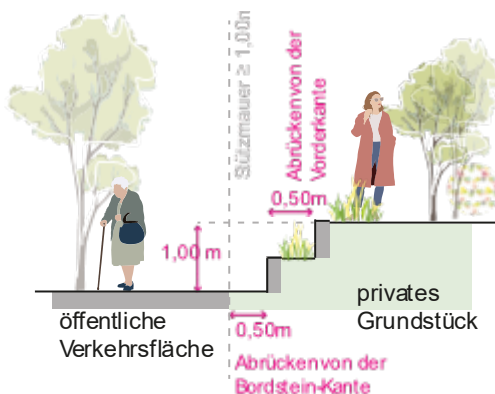 Stützmauer ≥ 1,00m
Abrücken von der
Vorderkante
0,50m
1,00 m
öffentliche
Verkehrsfläche
0,50m
privates
Grundstück
Abrücken von der
Bordstein-Kante